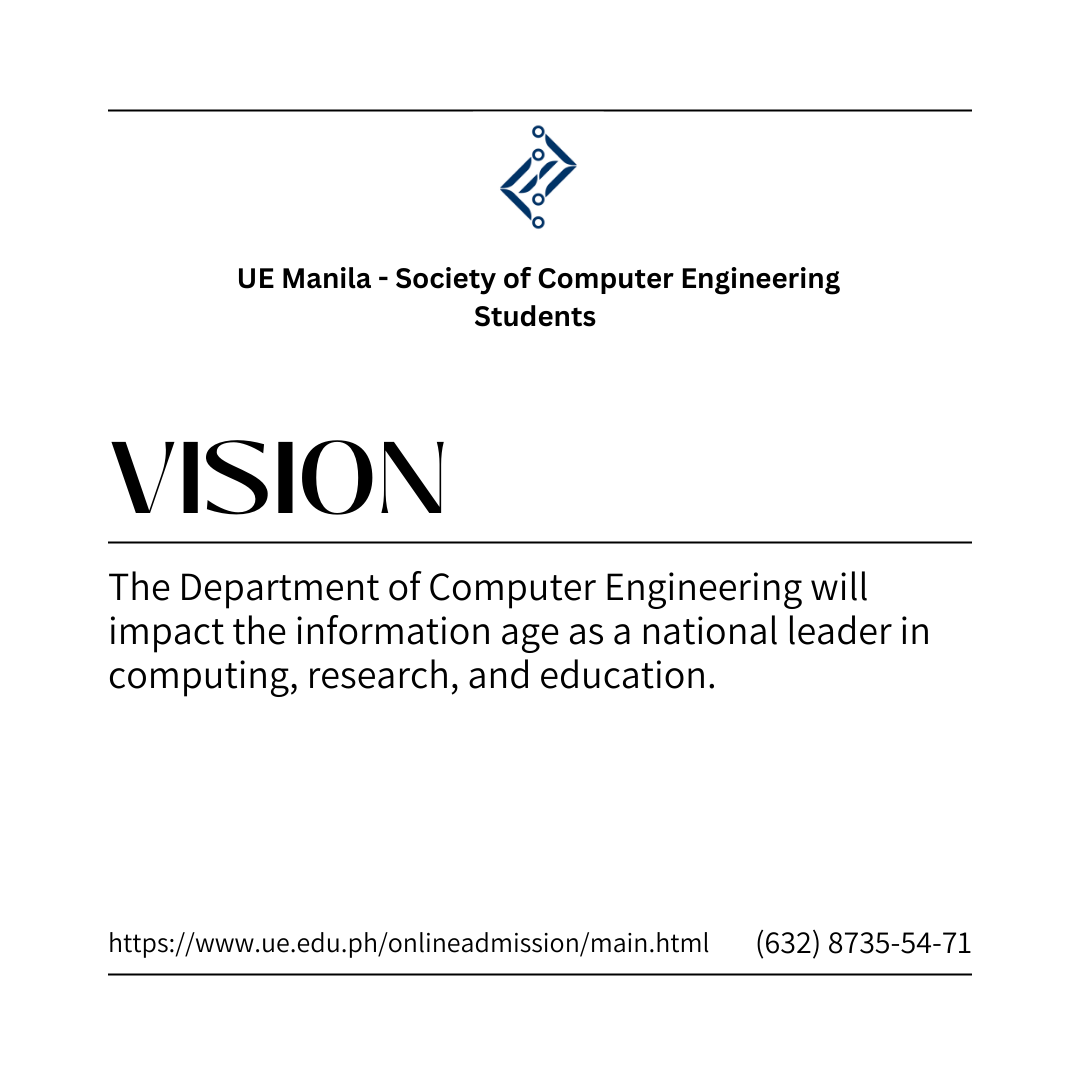 UE Manila - Society of Computer Engineering
Students
VISION
The Department of Computer Engineering will
impact the information age as a national leader in
computing, research, and education.
https://www.ue.edu.ph/onlineadmission/main.html (632) 8735-54-71